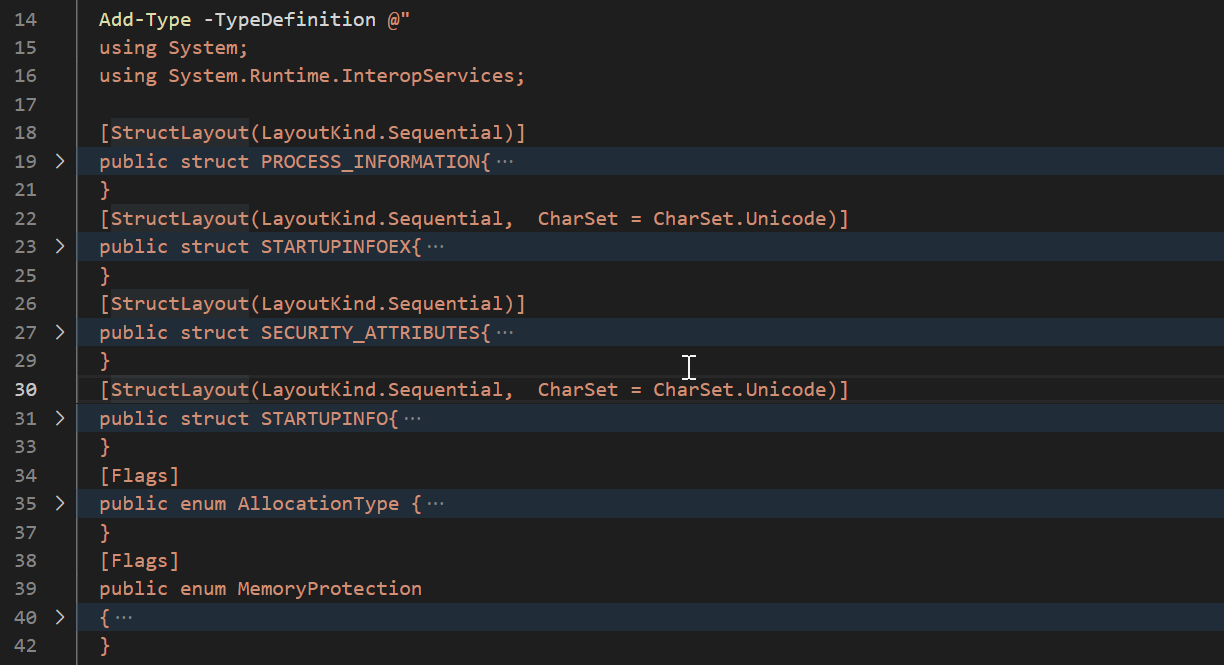 14 Add-Type -TypeDefinition @"
15 using System;
16 using System.Runtime.InteropServices;
17
18 [StructLayout(LayoutKind.Sequential)]
19 > public struct PROCESS_INFORMATION{ ···
21 }
22 [StructLayout(LayoutKind.Sequential,  CharSet = CharSet.Unicode)]
23 > public struct STARTUPINFOEX{ ···
25 }
26 [StructLayout(LayoutKind.Sequential)]
27 > public struct SECURITY_ATTRIBUTES{ ···
29 }
30 [StructLayout(LayoutKind.Sequential,  CharSet = CharSet.Unicode)]
31 > public struct STARTUPINFO{ ···
33 }
34 [Flags]
35 > public enum AllocationType { ···
37 }
38 [Flags]
39 public enum MemoryProtection
40 > { ···
42 }